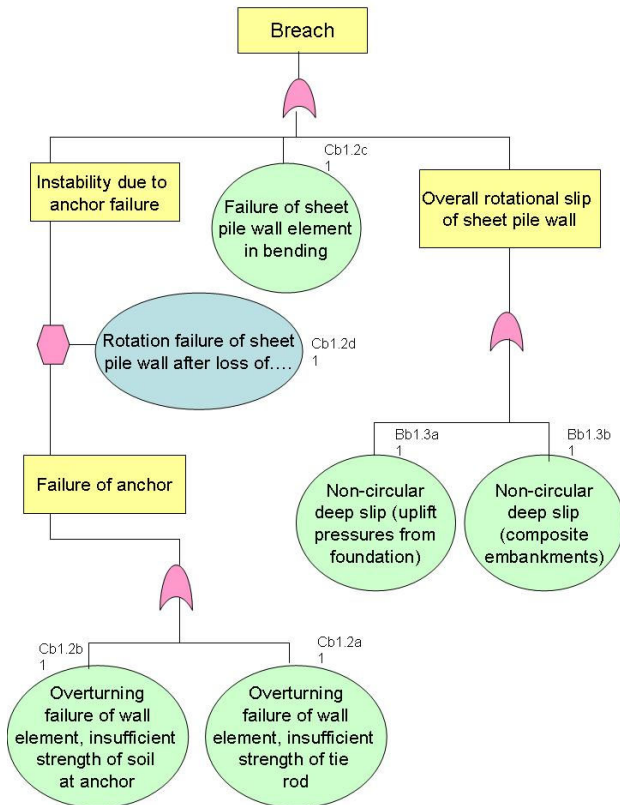 Breach
Cb1.2c
1
Instability due to
anchor failure
Failure of sheet
pile wall element
in bending
Overall rotational slip
of sheet pile wall
Rotation failure of sheet
pile wall after loss of....
Cb1.2d
1
Failure of anchor
Bb1.3a
1
Bb1.3b
1
Non-circular
deep slip (uplift
pressures from
foundation)
Non-circular
deep slip
(composite
embankments)
Cb1.2b
1
Cb1.2a
1
Overturning
failure of wall
element, insufficient
strength of soil
at anchor
Overturning
failure of wall
element, insufficient
strength of tie
rod